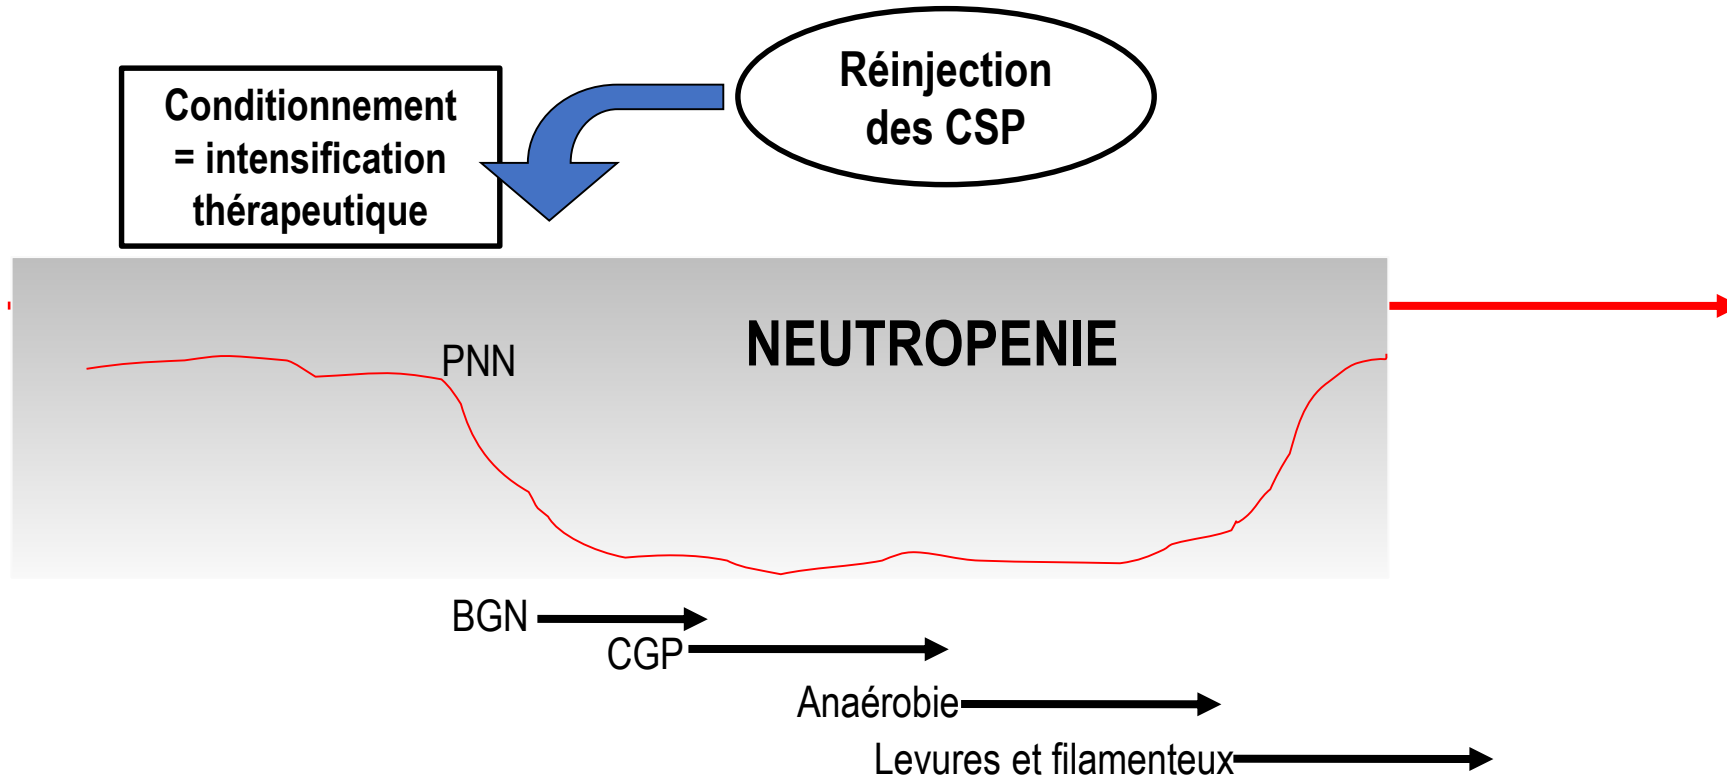 Conditionnement
= intensification
thérapeutique
Réinjection
des CSP
NEUTROPENIE
PNN
BGN
CGP
Anaérobie
Levures et filamenteux